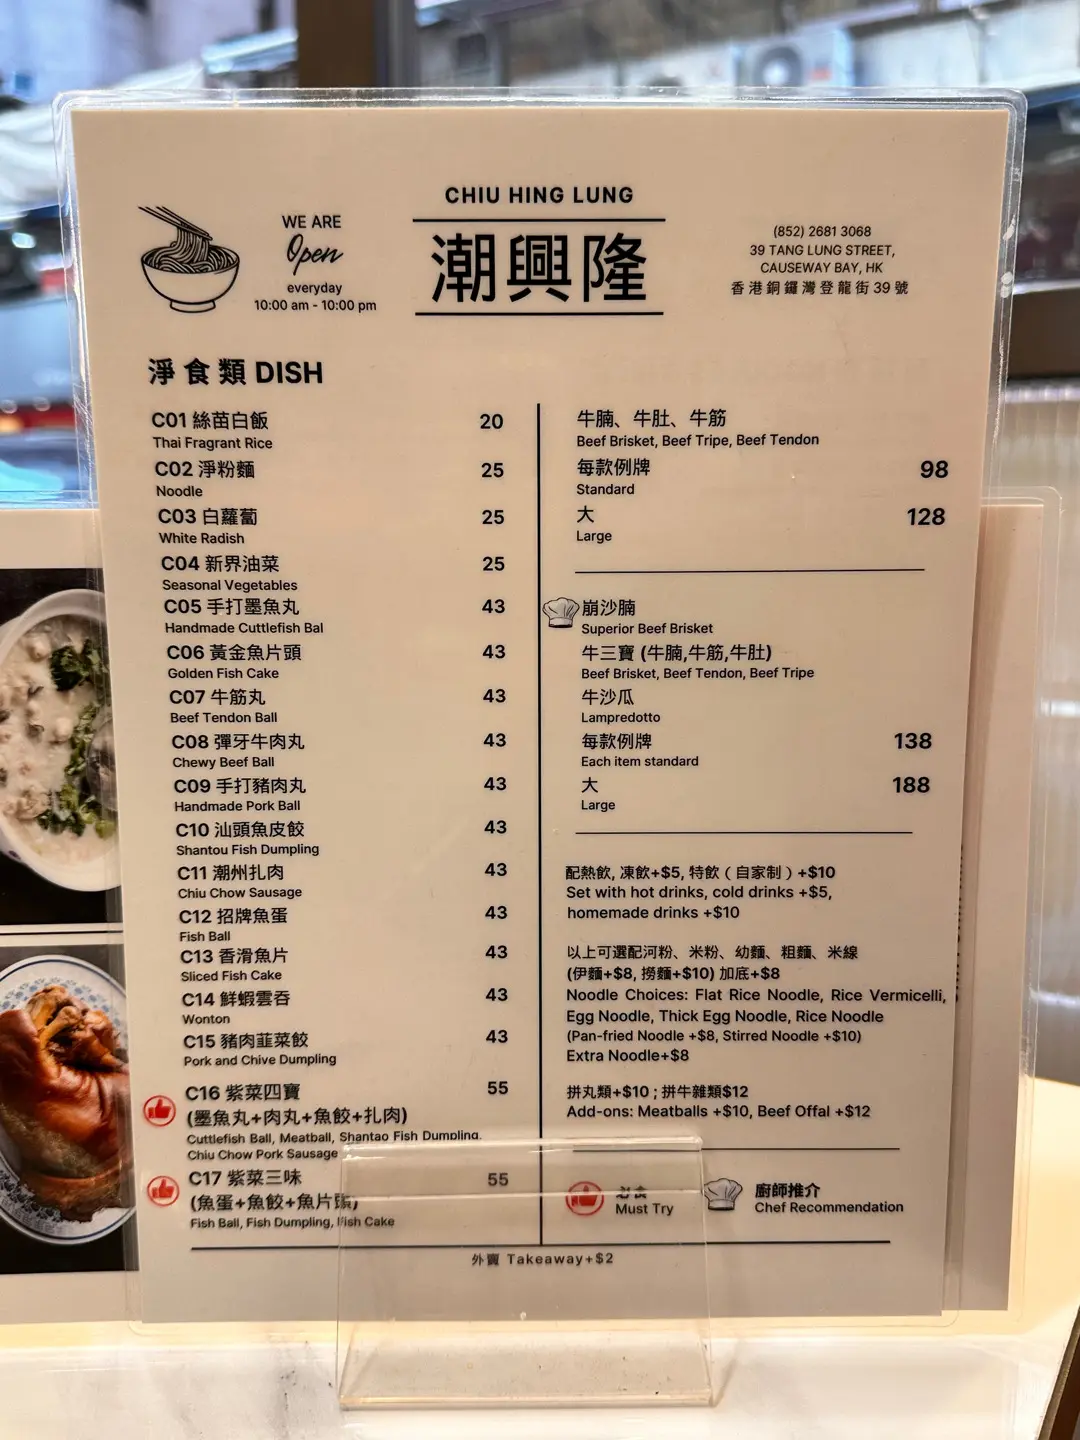 CHIU HING LUNG
潮興隆
WE ARE
Open
everyday
10:00 am - 10:00 pm
(852) 2681 3068
39 TANG LUNG STREET,
CAUSEWAY BAY, HK
香港銅鑼灣登龍街 39 號
淨食類 DISH
C01 絲苗白飯 20
Thai Fragrant Rice
C02 淨粉麵 25
Noodle
C03 白蘿蔔 25
White Radish
C04 新界油菜 25
Seasonal Vegetables
C05 手打墨魚丸 43
Handmade Cuttlefish Bal
C06 黃金魚片頭 43
Golden Fish Cake
C07 牛筋丸 43
Beef Tendon Ball
C08 彈牙牛肉丸 43
Chewy Beef Ball
C09 手打豬肉丸 43
Handmade Pork Ball
C10 汕頭魚皮餃 43
Shantou Fish Dumpling
C11 潮州扎肉 43
Chiu Chow Sausage
C12 招牌魚蛋 43
Fish Ball
C13 香滑魚片 43
Sliced Fish Cake
C14 鮮蝦雲吞 43
Wonton
C15 豬肉韮菜餃 43
Pork and Chive Dumpling
C16 紫菜四寶 55
(墨魚丸+肉丸+魚餃+扎肉)
Cuttlefish Ball, Meatball, Shantao Fish Dumpling,
Chiu Chow Pork Sausage
C17 紫菜三味 55
(魚蛋+魚餃+魚片頭)
Fish Ball, Fish Dumpling, Fish Cake
牛腩、牛肚、牛筋
Beef Brisket, Beef Tripe, Beef Tendon
每款例牌 98
Standard
大 128
Large
崩沙腩
Superior Beef Brisket
牛三寶 (牛腩,牛筋,牛肚)
Beef Brisket, Beef Tendon, Beef Tripe
牛沙瓜
Lampredotto
每款例牌 138
Each item standard
大 188
Large
配熱飲, 凍飲+$5, 特飲 ( 自家制 ) +$10
Set with hot drinks, cold drinks +$5,
homemade drinks +$10
以上可選配河粉、米粉、幼麵、粗麵、米線
(伊麵+$8, 撈麵+$10) 加底+$8
Noodle Choices: Flat Rice Noodle, Rice Vermicelli,
Egg Noodle, Thick Egg Noodle, Rice Noodle
(Pan-fried Noodle +$8, Stirred Noodle +$10)
Extra Noodle+$8
拼丸類+$10 ; 拼牛雜類$12
Add-ons: Meatballs +$10, Beef Offal +$12
必食
Must Try
廚師推介
Chef Recommendation
外賣 Takeaway+$2